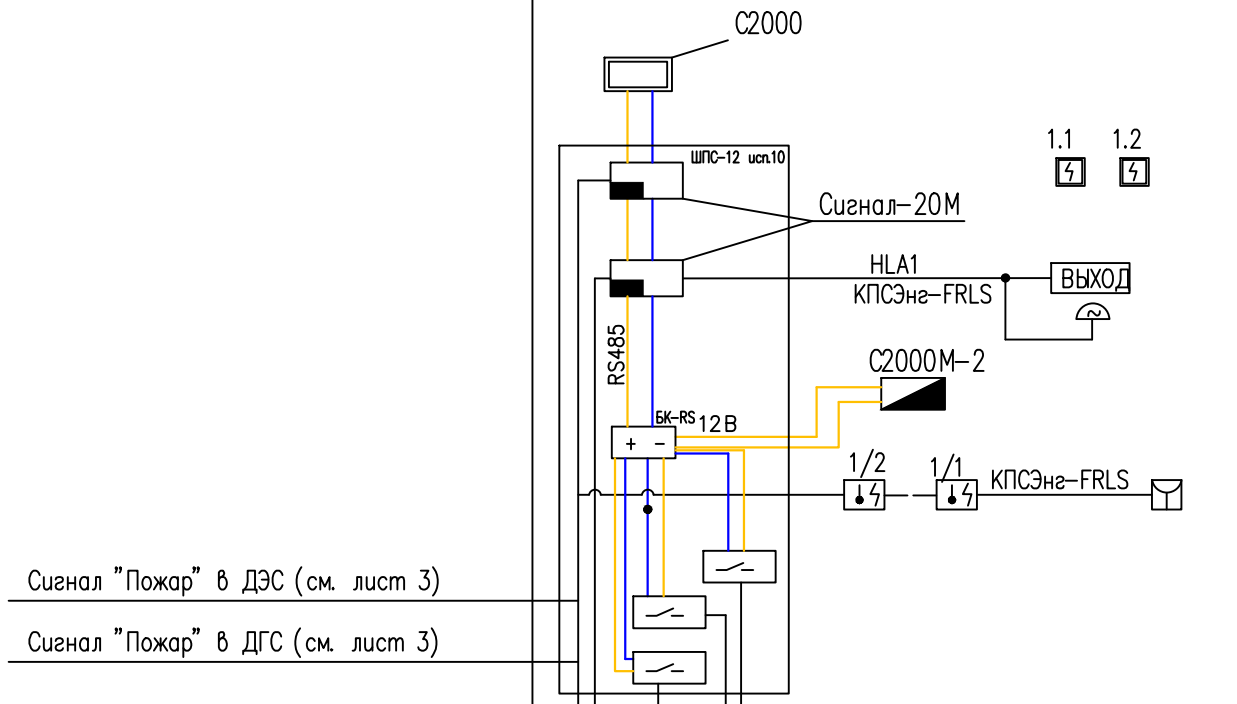 С2000
1.1
1.2
ШПС-12 исп.10
Сигнал-20М
HLA1
ВЫХОД
КПСЭнг-FRLS
RS485
С2000М-2
БК-RS
12В
+ −
1/2
1/1
КПСЭнг-FRLS
Сигнал "Пожар" в ДЭС (см. лист 3)
Сигнал "Пожар" в ДГС (см. лист 3)